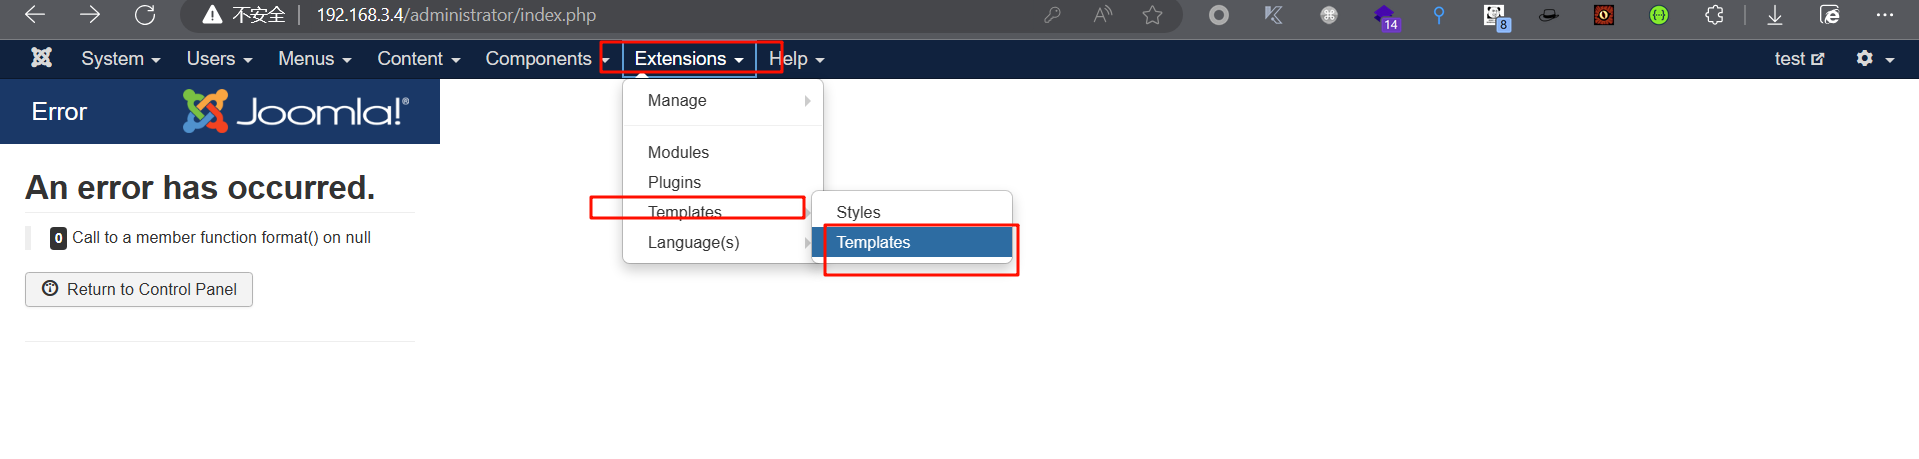 不安全 192.168.3.4/administrator/index.php
14
8
System Users Menus Content Components Extensions Help test
Error Joomla!®
Manage
An error has occurred.
0 Call to a member function format() on null
Return to Control Panel
Modules
Plugins
Templates
Language(s)
Styles
Templates